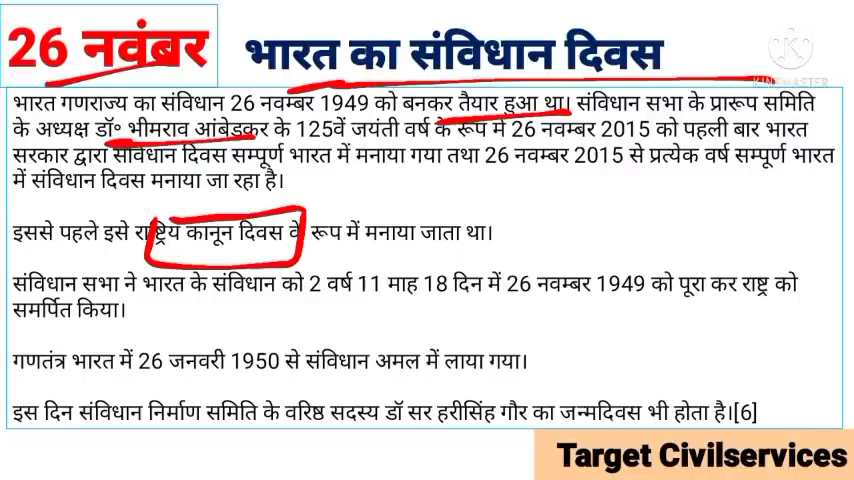 26 नवंबर
भारत का संविधान दिवस
KINEMASTER
भारत गणराज्य का संविधान 26 नवम्बर 1949 को बनकर तैयार हुआ था। संविधान सभा के प्रारूप समिति
के अध्यक्ष डॉ॰ भीमराव आंबेडकर के 125वें जयंती वर्ष के रूप में 26 नवम्बर 2015 को पहली बार भारत
सरकार द्वारा संविधान दिवस सम्पूर्ण भारत में मनाया गया तथा 26 नवम्बर 2015 से प्रत्येक वर्ष सम्पूर्ण भारत
में संविधान दिवस मनाया जा रहा है।
इससे पहले इसे राष्ट्रिय कानून दिवस के रूप में मनाया जाता था।
संविधान सभा ने भारत के संविधान को 2 वर्ष 11 माह 18 दिन में 26 नवम्बर 1949 को पूरा कर राष्ट्र को
समर्पित किया।
गणतंत्र भारत में 26 जनवरी 1950 से संविधान अमल में लाया गया।
इस दिन संविधान निर्माण समिति के वरिष्ठ सदस्य डॉ सर हरीसिंह गौर का जन्मदिवस भी होता है।[6]
Target Civilservices